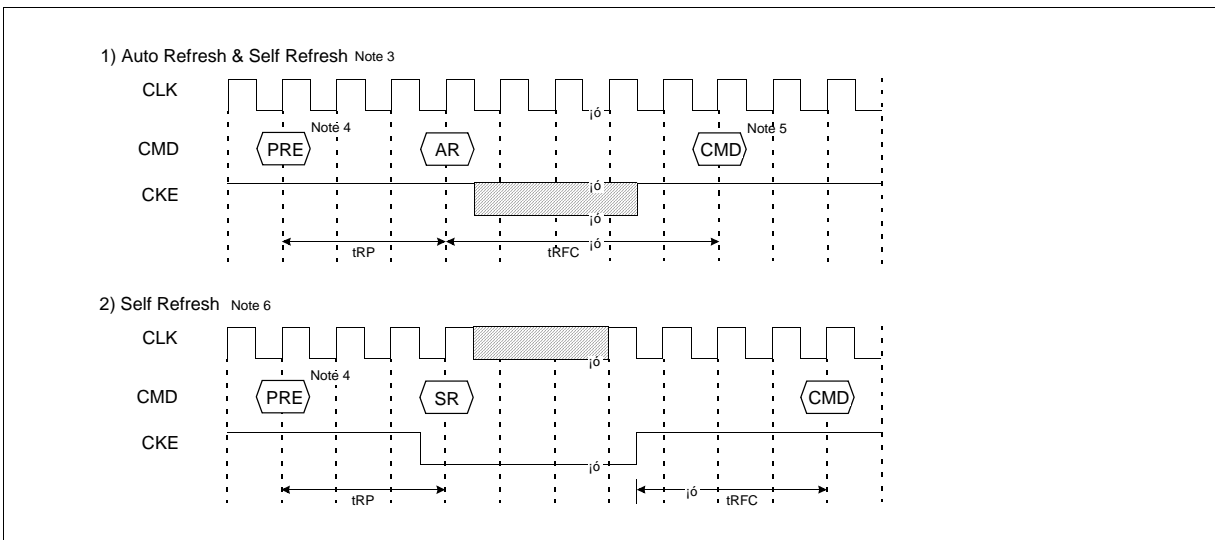 1) Auto Refresh & Self Refresh Note 3
CLK
¡ó
CMD
PRE
Note 4
AR
CMD
Note 5
CKE
¡ó
¡ó
tRP
tRFC
¡ó
2) Self Refresh Note 6
CLK
¡ó
CMD
PRE
Note 4
SR
CMD
CKE
¡ó
tRP
¡ó
tRFC